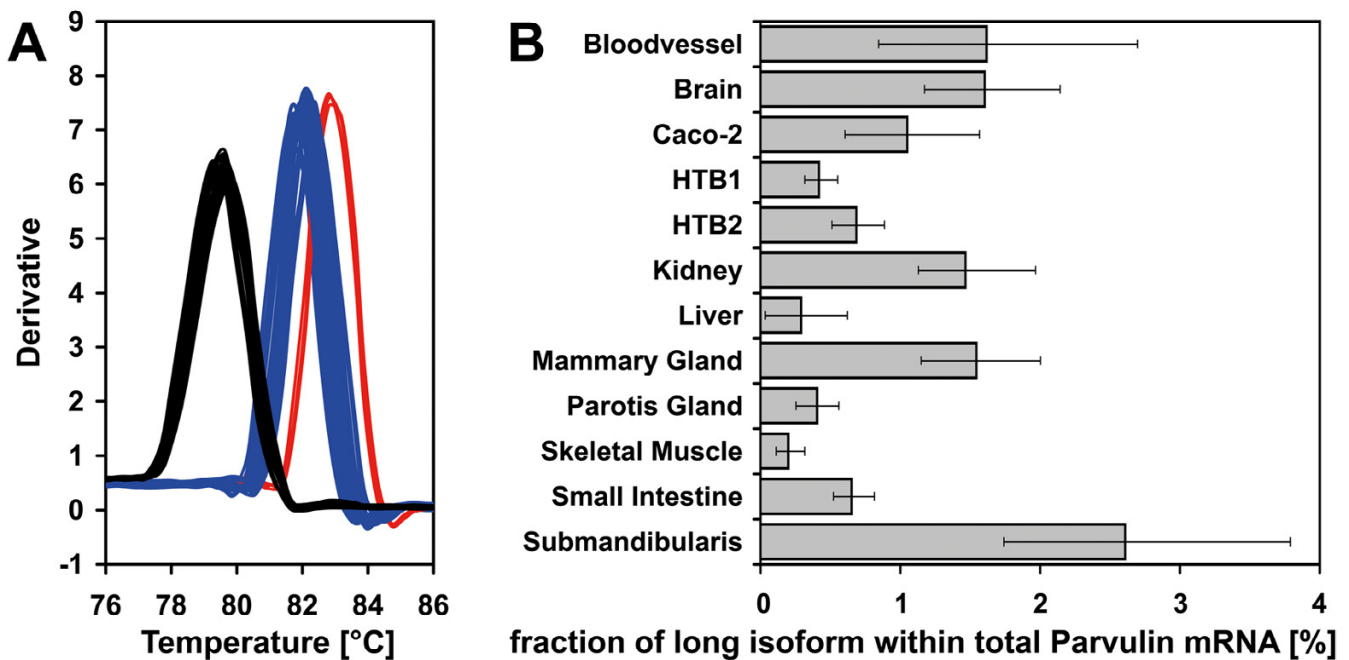 A
9
8
7
6
5
4
3
2
1
0
-1
Derivative
76 78 80 82 84 86
Temperature [°C]
B
Bloodvessel
Brain
Caco-2
HTB1
HTB2
Kidney
Liver
Mammary Gland
Parotis Gland
Skeletal Muscle
Small Intestine
Submandibularis
0 1 2 3 4
fraction of long isoform within total Parvulin mRNA [%]